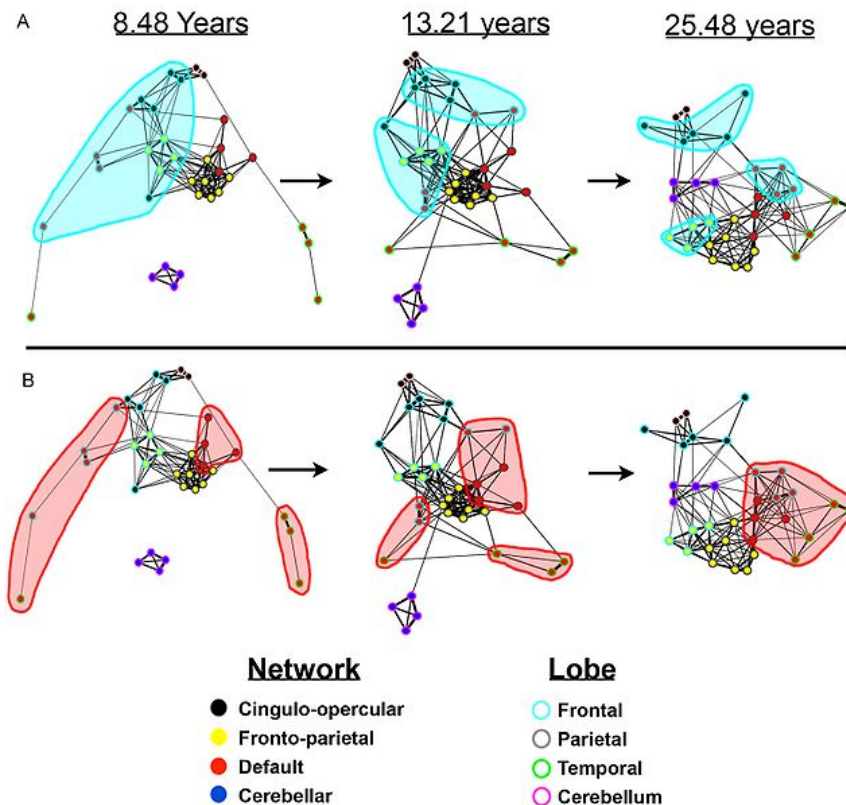 A
8.48 Years
13.21 years
25.48 years
B
Network
Lobe
Cingulo-opercular
Frontal
Fronto-parietal
Parietal
Default
Temporal
Cerebellar
Cerebellum